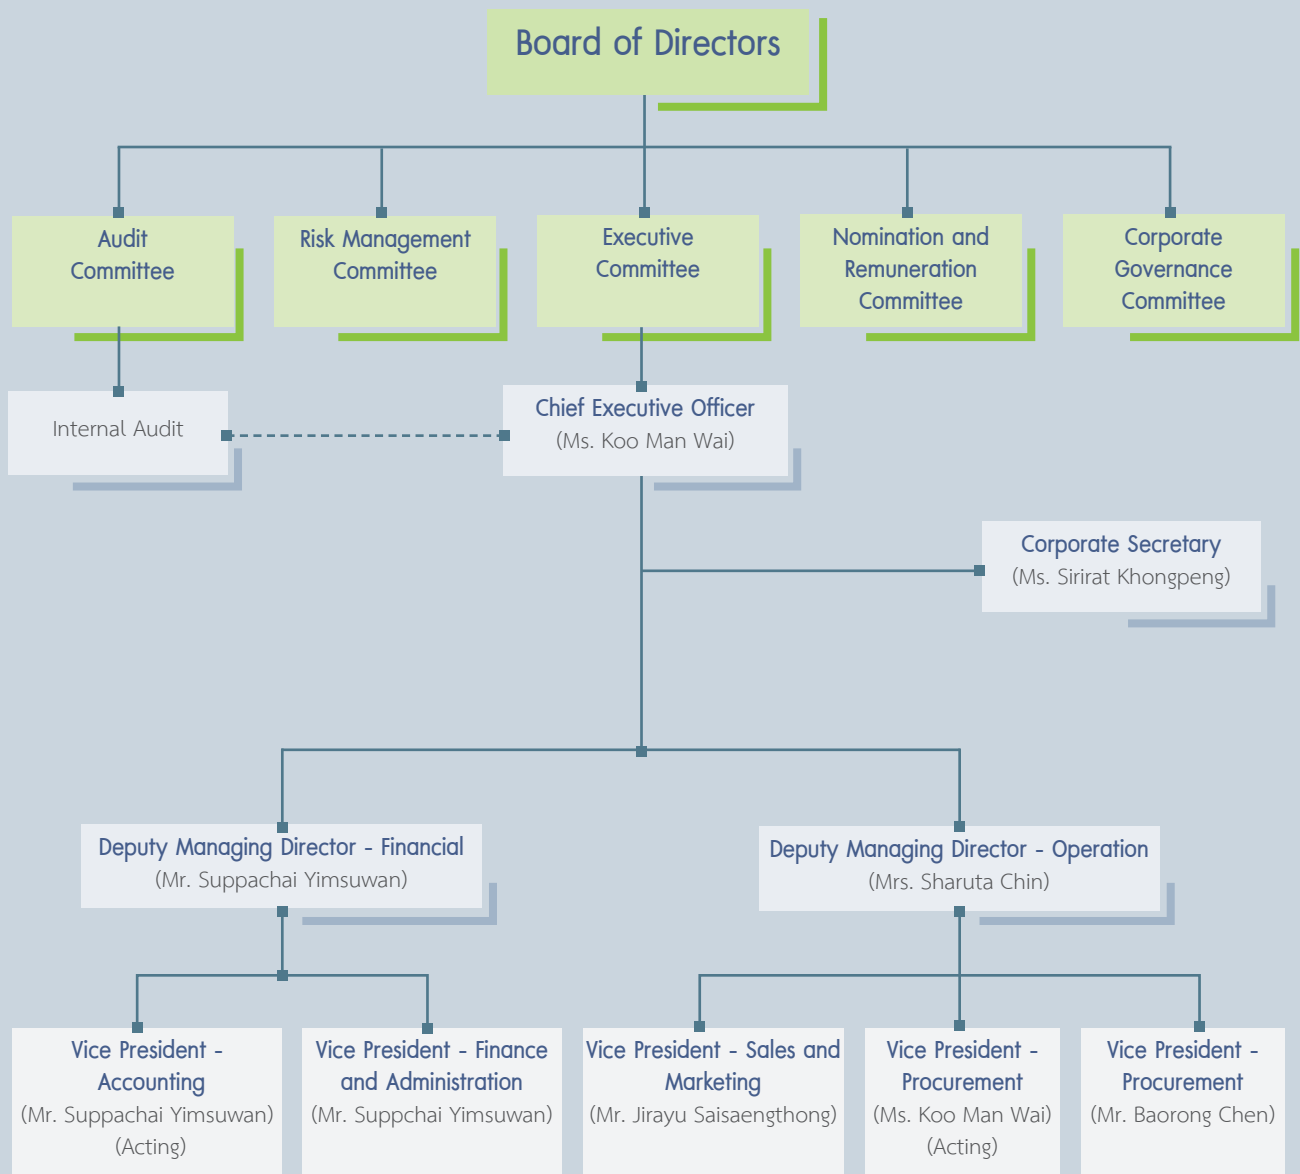 Board of Directors
Audit
Committee
Risk Management
Committee
Executive
Committee
Nomination and
Remuneration
Committee
Corporate
Governance
Committee
Internal Audit
Chief Executive Officer
(Ms. Koo Man Wai)
Corporate Secretary
(Ms. Sirirat Khongpeng)
Deputy Managing Director - Financial
(Mr. Suppachai Yimsuwan)
Deputy Managing Director - Operation
(Mrs. Sharuta Chin)
Vice President -
Accounting
(Mr. Suppachai Yimsuwan)
(Acting)
Vice President - Finance
and Administration
(Mr. Suppchai Yimsuwan)
Vice President - Sales and
Marketing
(Mr. Jirayu Saisaengthong)
Vice President -
Procurement
(Ms. Koo Man Wai)
(Acting)
Vice President -
Procurement
(Mr. Baorong Chen)